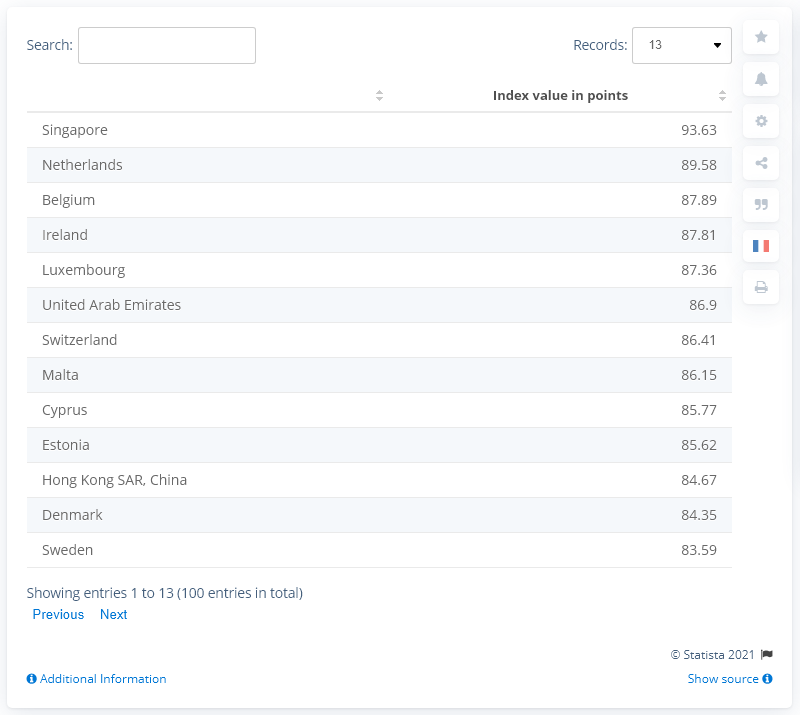 Search: Records: 13
Index value in points
Singapore 93.63
Netherlands 89.58
Belgium 87.89
Ireland 87.81
Luxembourg 87.36
United Arab Emirates 86.9
Switzerland 86.41
Malta 86.15
Cyprus 85.77
Estonia 85.62
Hong Kong SAR, China 84.67
Denmark 84.35
Sweden 83.59
Showing entries 1 to 13 (100 entries in total)
Previous Next
© Statista 2021
Additional Information Show source